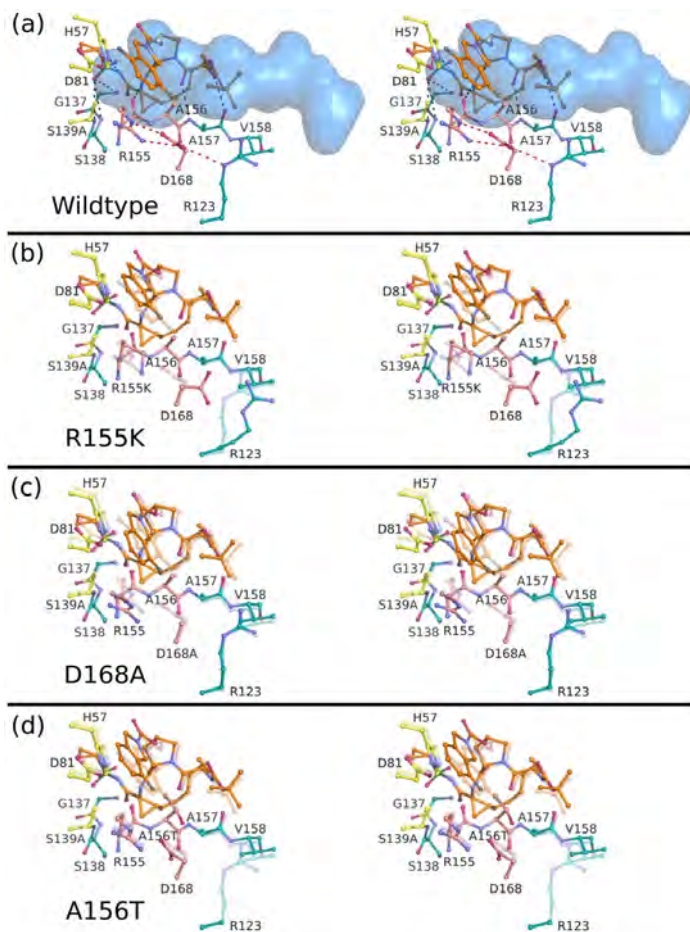 (a)
H57 H57
D81 D81
G137 A156 G137 A156
S139A A157 V158 S139A A157 V158
S138 R155 S138 R155
D168 D168
Wildtype R123 R123
(b)
H57 H57
D81 D81
G137 A157 G137 A157
S139A A156 V158 S139A A156 V158
S138 R155K S138 R155K
D168 D168
R155K R123 R123
(c)
H57 H57
D81 D81
G137 A157 G137 A157
S139A A156 V158 S139A A156 V158
S138 R155 S138 R155
D168A D168A
D168A R123 R123
(d)
H57 H57
D81 D81
G137 A157 G137 A157
S139A A156T V158 S139A A156T V158
S138 R155 S138 R155
D168 D168
A156T R123 R123